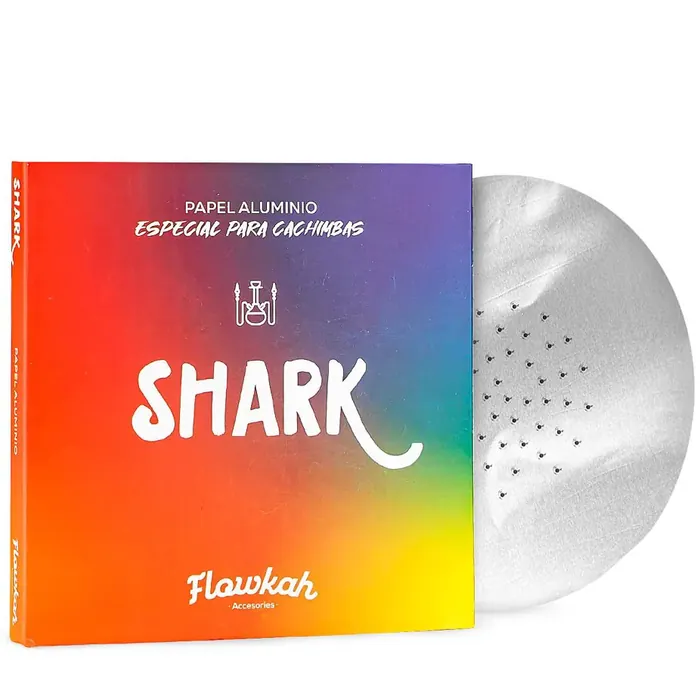 PAPEL ALUMINIO
ESPECIAL PARA CACHIMBAS
SHARK
Flowkah
· Accesories ·
SHARK
PAPEL ALUMINIO
Flowkah